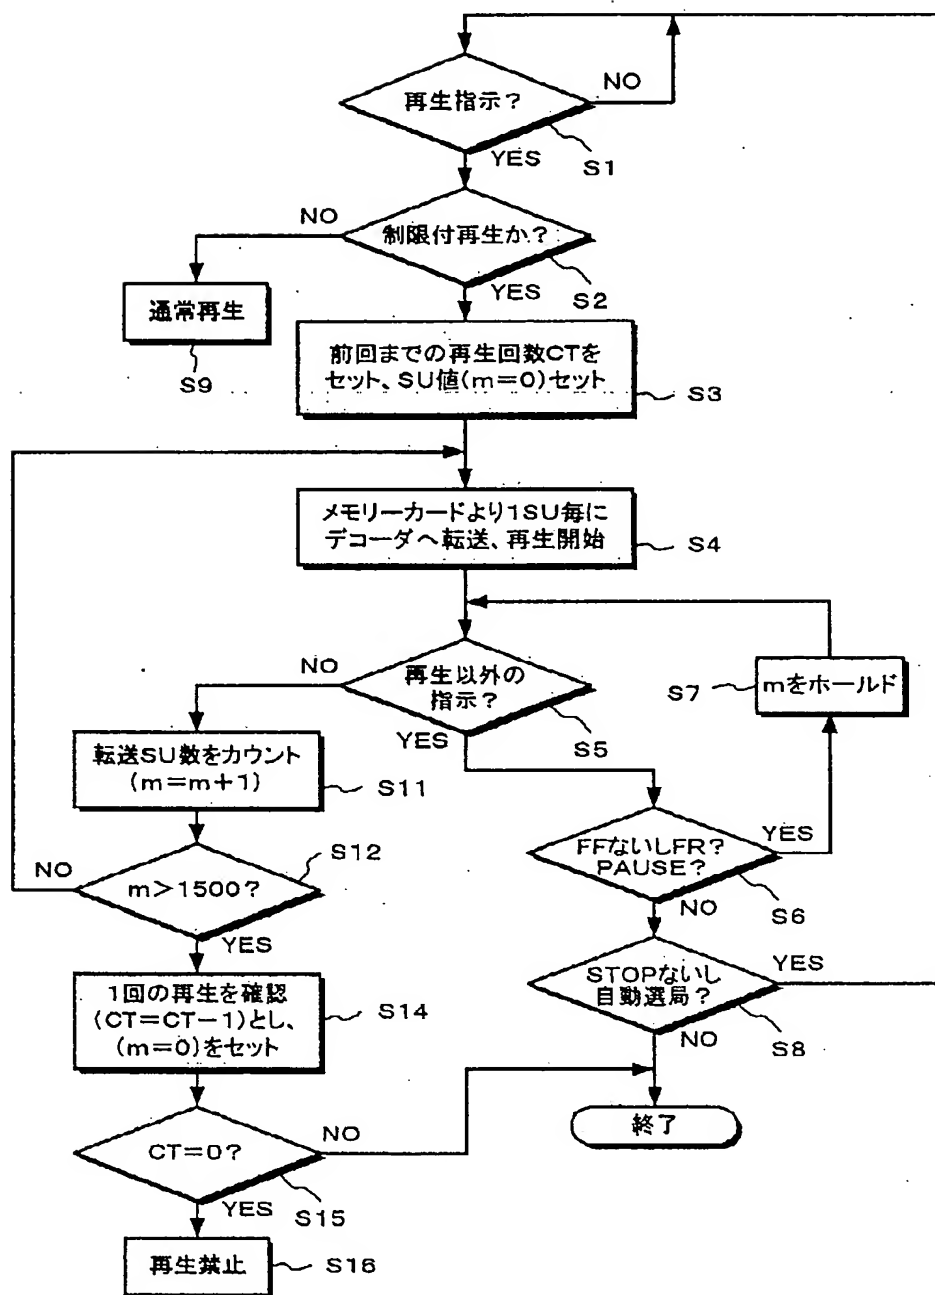 再生指示？
NO
YES
S1
制限付再生か？
NO
YES
S2
通常再生
S9
前回までの再生回数CTを
セット、SU値(m=0)セット
S3
メモリーカードより1SU毎に
デコーダへ転送、再生開始
S4
再生以外の
指示？
NO
YES
S5
mをホールド
S7
転送SU数をカウント
(m=m+1)
S11
FFないしFR？
PAUSE？
YES
NO
S6
m>1500？
NO
YES
S12
STOPないし
自動選局？
YES
NO
S8
1回の再生を確認
(CT=CT-1)とし、
(m=0)をセット
S14
終了
CT=0？
NO
YES
S15
再生禁止
S16